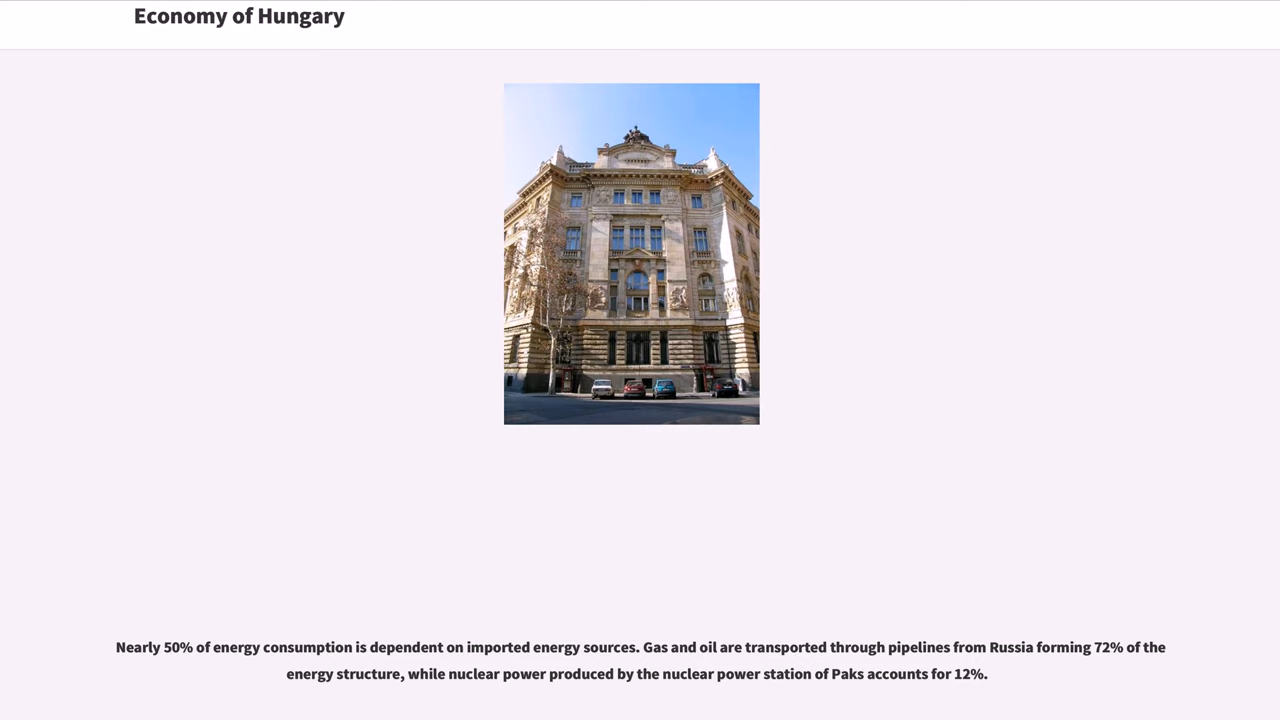 Economy of Hungary
Nearly 50% of energy consumption is dependent on imported energy sources. Gas and oil are transported through pipelines from Russia forming 72% of the
energy structure, while nuclear power produced by the nuclear power station of Paks accounts for 12%.